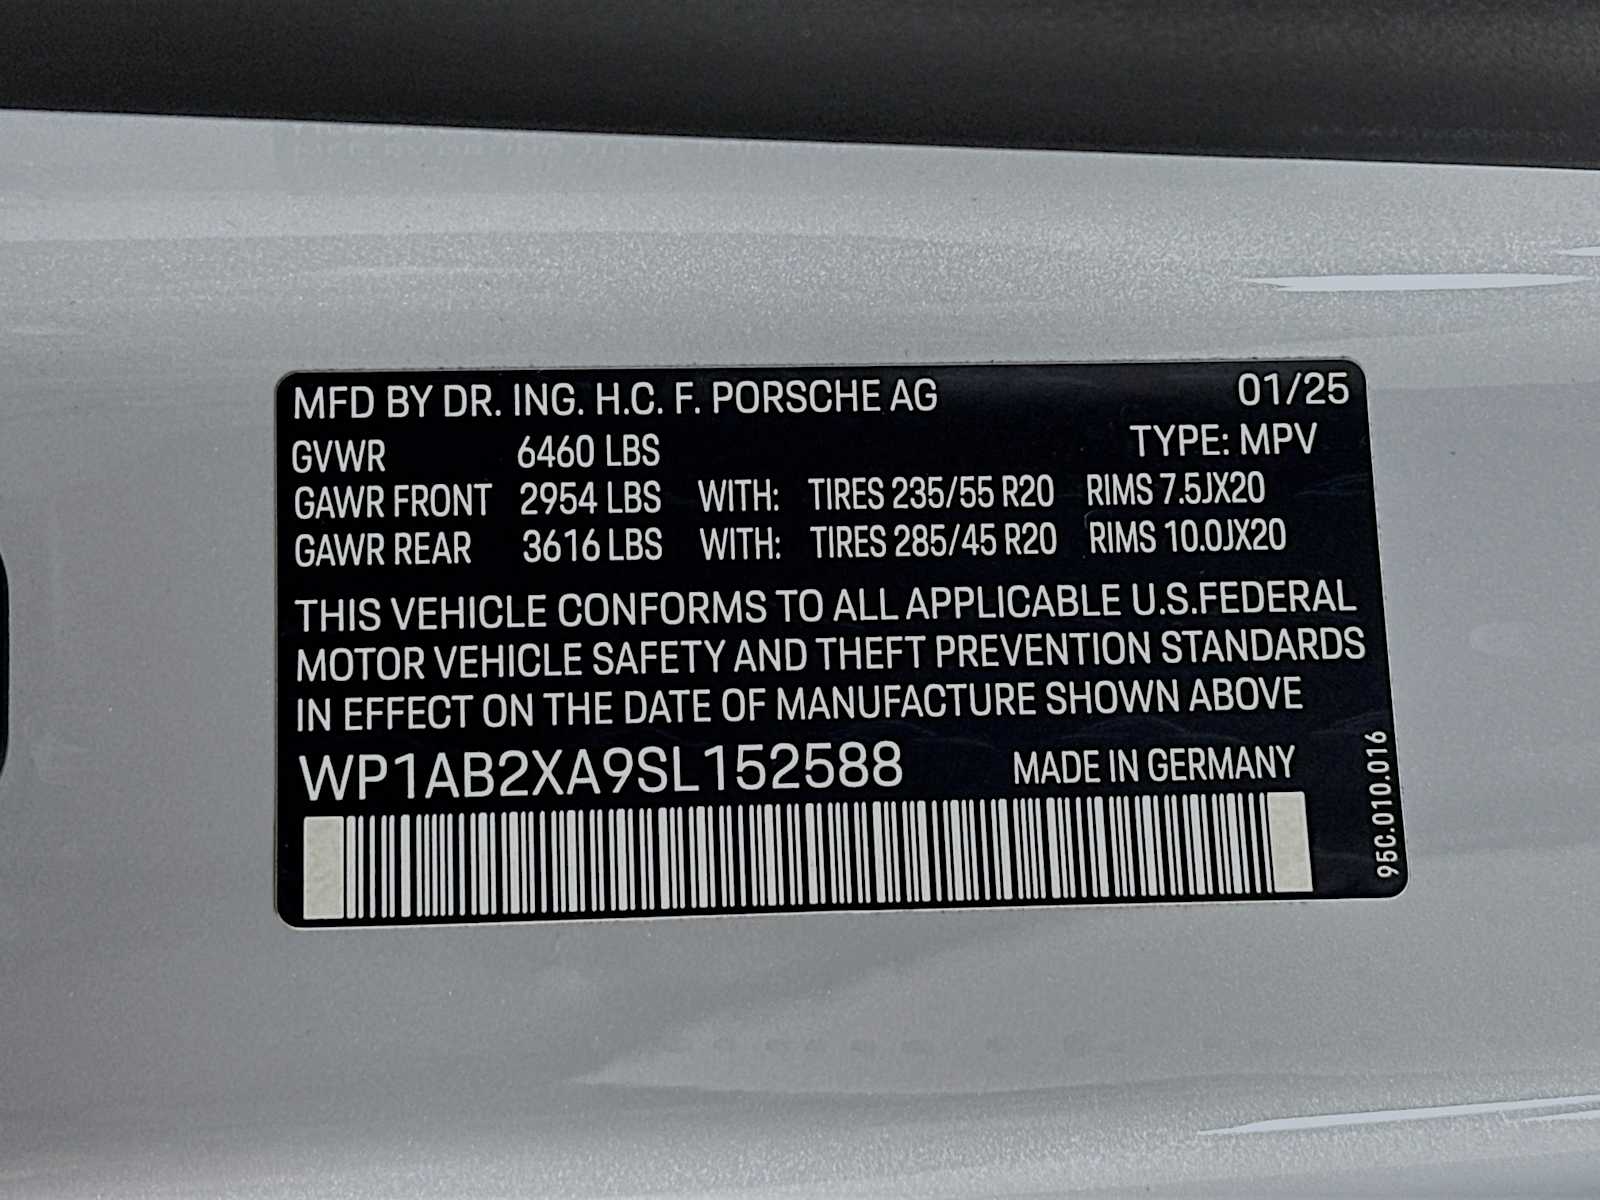 MFD BY DR. ING. H.C. F. PORSCHE AG 01/25
GVWR 6460 LBS TYPE: MPV
GAWR FRONT 2954 LBS WITH: TIRES 235/55 R20 RIMS 7.5JX20
GAWR REAR 3616 LBS WITH: TIRES 285/45 R20 RIMS 10.0JX20
THIS VEHICLE CONFORMS TO ALL APPLICABLE U.S.FEDERAL
MOTOR VEHICLE SAFETY AND THEFT PREVENTION STANDARDS
IN EFFECT ON THE DATE OF MANUFACTURE SHOWN ABOVE
WP1AB2XA9SL152588 MADE IN GERMANY
95C.010.016